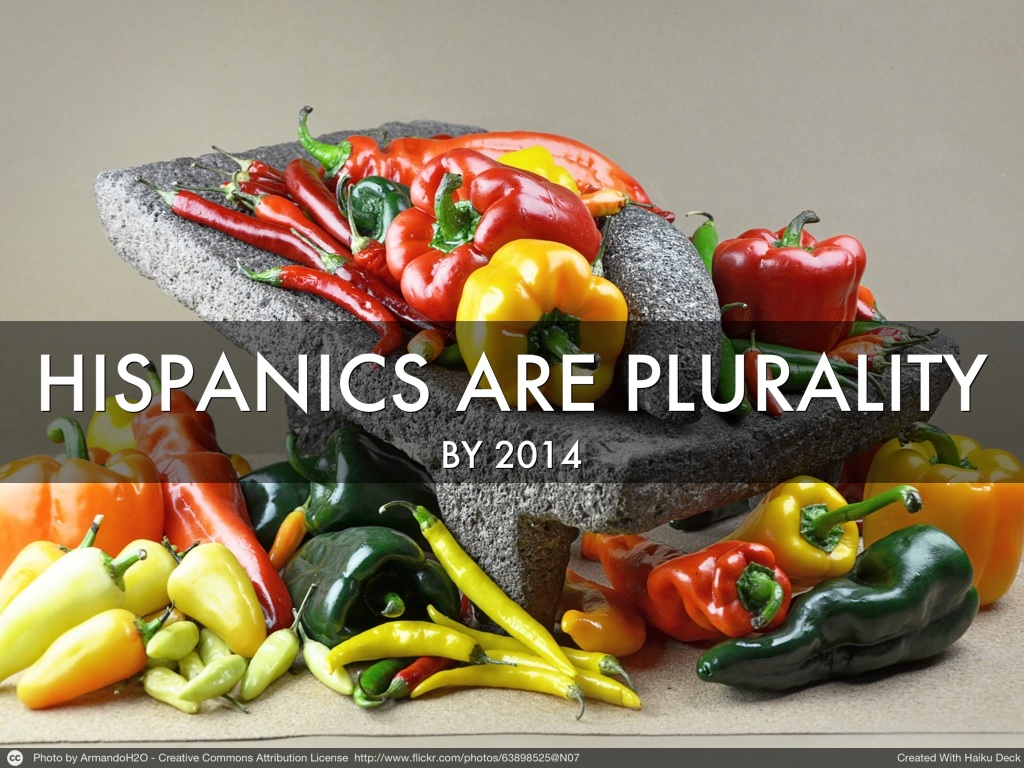 HISPANICS ARE PLURALITY
BY 2014
cc Photo by ArmandoH2O - Creative Commons Attribution License http://www.flickr.com/photos/63898525@N07
Created With Haiku Deck